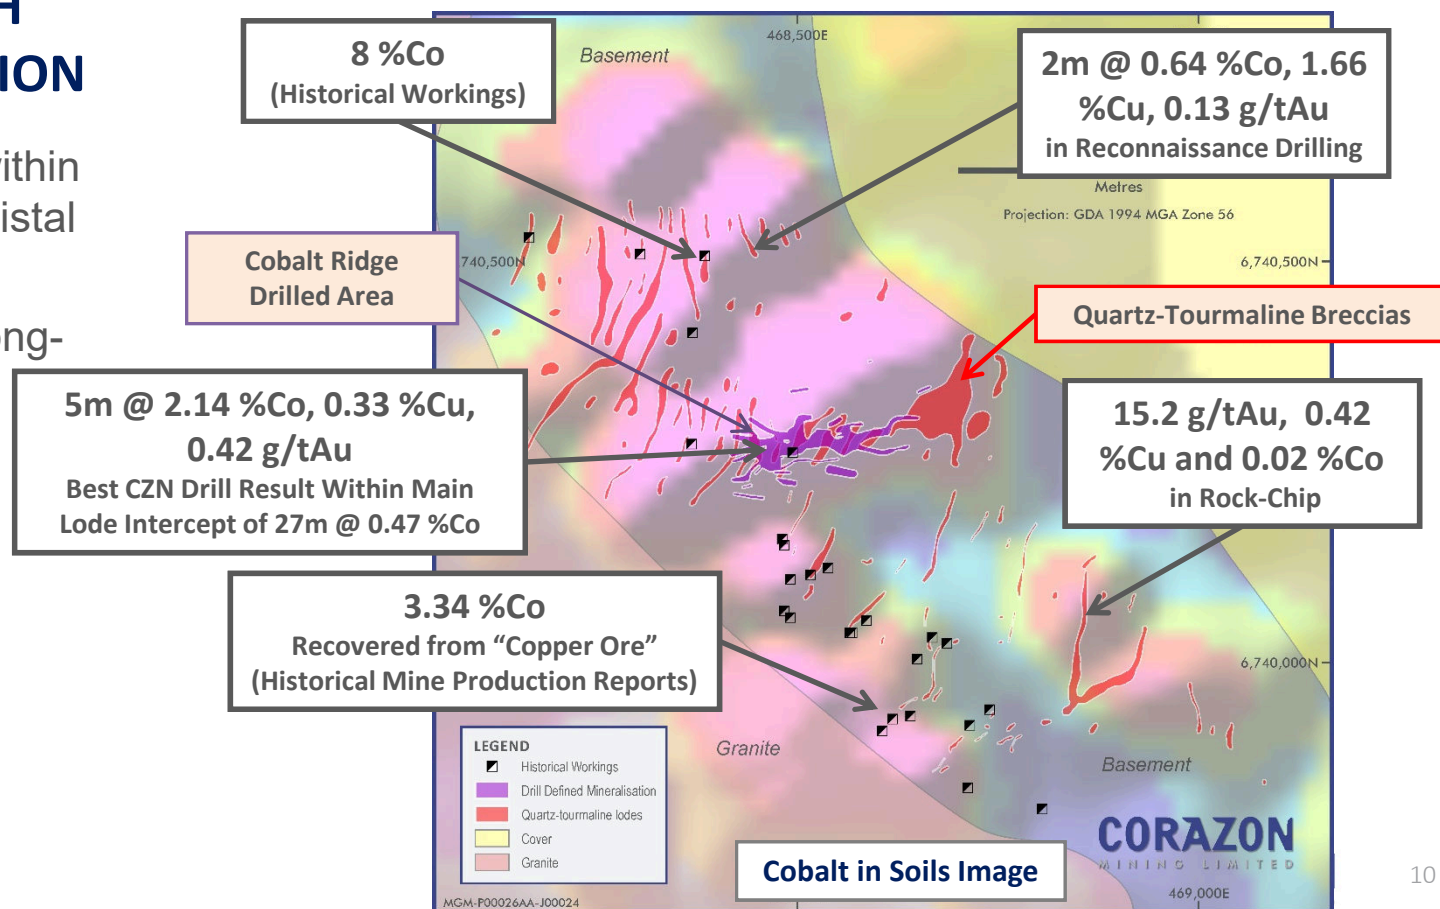 ION
vithin
istal
ong-
8 %Co
(Historical Workings)
Basement
468,500E
2m @ 0.64 %Co, 1.66
%Cu, 0.13 g/tAu
in Reconnaissance Drilling
Metres
Projection: GDA 1994 MGA Zone 56
Cobalt Ridge
Drilled Area
740,500N
6,740,500N
Quartz-Tourmaline Breccias
5m @ 2.14 %Co, 0.33 %Cu,
0.42 g/tAu
Best CZN Drill Result Within Main
Lode Intercept of 27m @ 0.47 %Co
15.2 g/tAu, 0.42
%Cu and 0.02 %Co
in Rock-Chip
3.34 %Co
Recovered from “Copper Ore”
(Historical Mine Production Reports)
6,740,000N
Granite
Basement
LEGEND
Historical Workings
Drill Defined Mineralisation
Quartz-tourmaline lodes
Cover
Granite
CORAZON
MINING LIMITED
Cobalt in Soils Image
469,000E
MGM-P00026AA-J00024
10